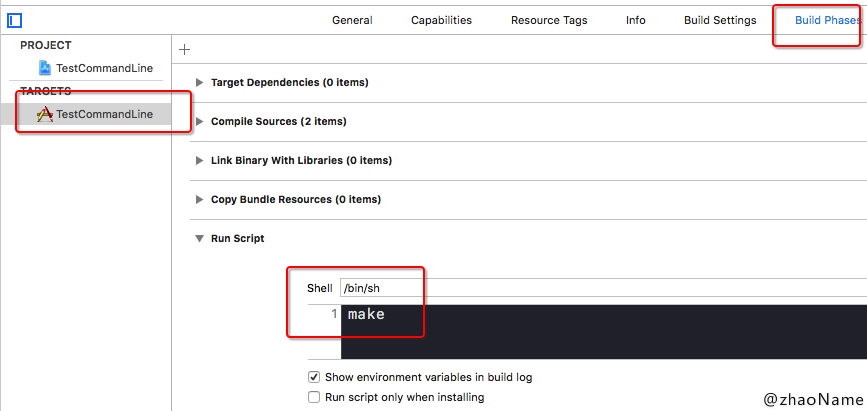 General Capabilities Resource Tags Info Build Settings Build Phases
PROJECT
TestCommandLine
TARGETS
TestCommandLine
Target Dependencies (0 items)
Compile Sources (2 items)
Link Binary With Libraries (0 items)
Copy Bundle Resources (0 items)
Run Script
Shell /bin/sh
1 make
Show environment variables in build log
Run script only when installing
@zhaoName